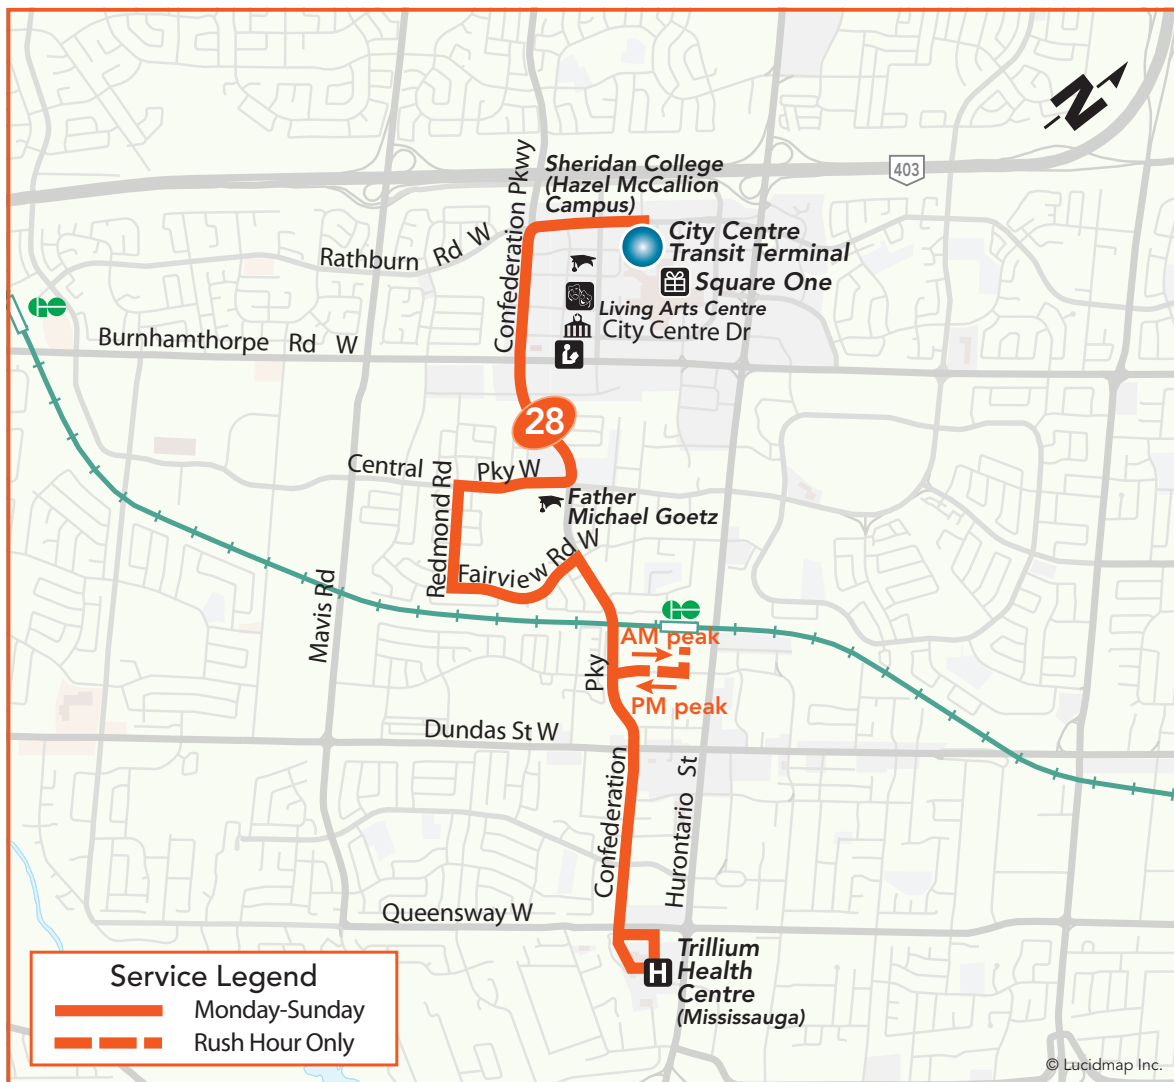 N
403
Sheridan College
(Hazel McCallion
Campus)
Confederation Pkwy
City Centre
Transit Terminal
Rathburn Rd W
Square One
Living Arts Centre
City Centre Dr
GO
Burnhamthorpe Rd W
28
Central Pky W
Redmond Rd
Father
Michael Goetz
Fairview Rd W
Mavis Rd
GO
AM peak
PM peak
Pky
Dundas St W
Confederation
Hurontario St
Queensway W
H
Trillium
Health
Centre
(Mississauga)
Service Legend
Monday-Sunday
Rush Hour Only
© Lucidmap Inc.